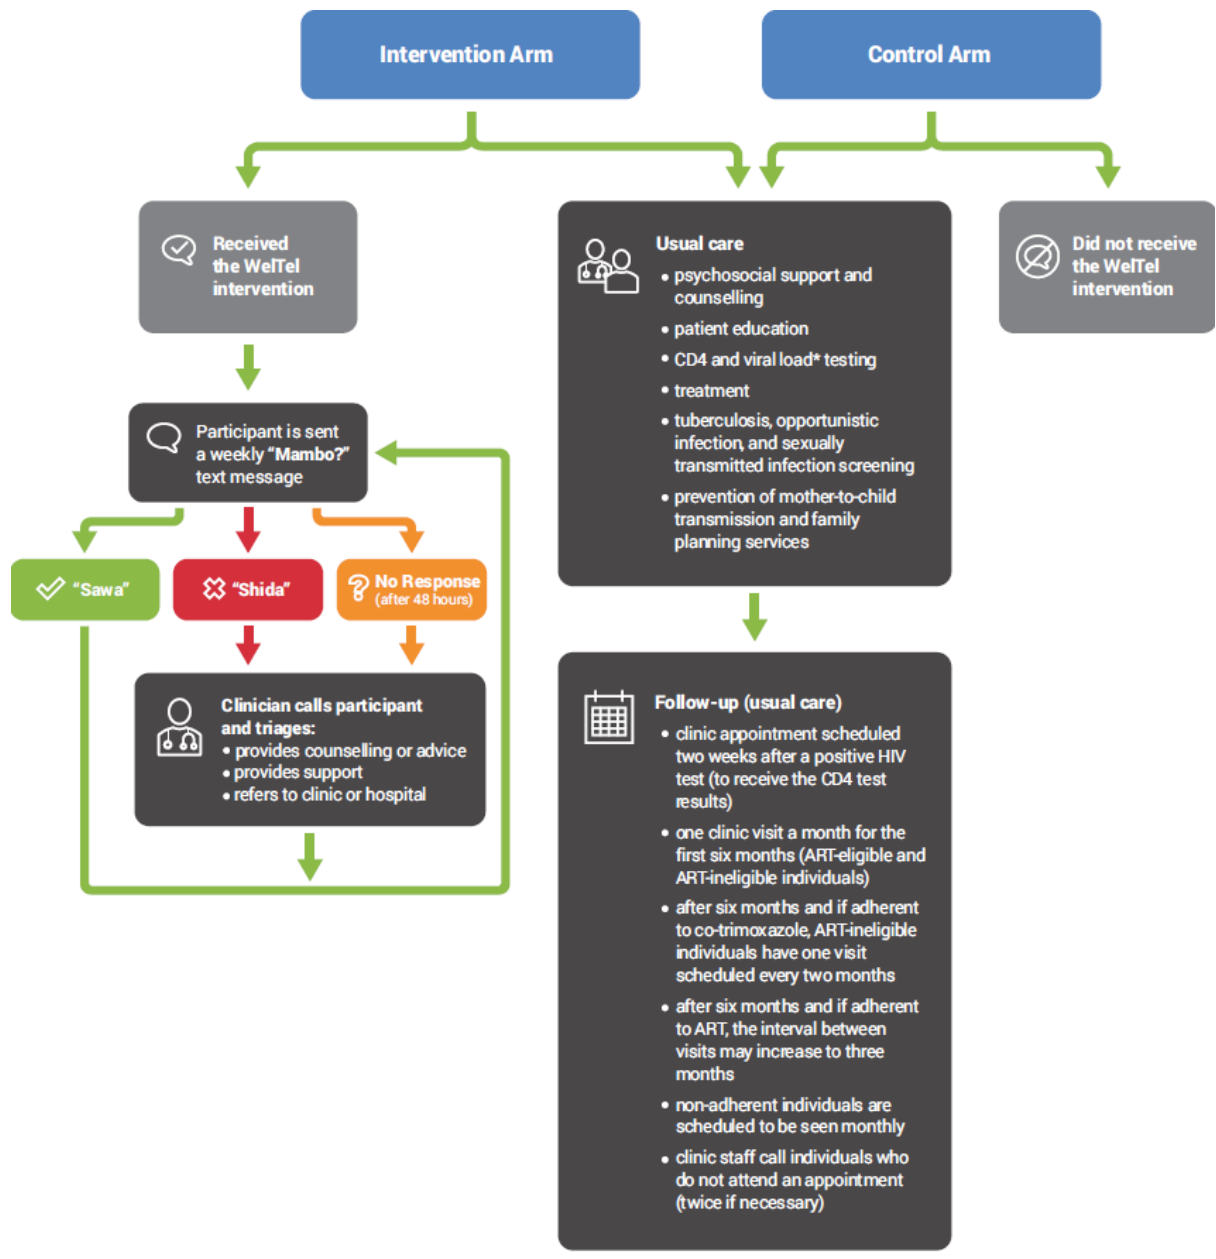 Intervention Arm
Control Arm
Received
the WelTel
intervention
Usual care
• psychosocial support and
counselling
• patient education
• CD4 and viral load* testing
• treatment
• tuberculosis, opportunistic
infection, and sexually
transmitted infection screening
• prevention of mother-to-child
transmission and family
planning services
Did not receive
the WelTel
intervention
Participant is sent
a weekly “Mambo?”
text message
“Sawa”
“Shida”
No Response
(after 48 hours)
Clinician calls participant
and triages:
• provides counselling or advice
• provides support
• refers to clinic or hospital
Follow-up (usual care)
• clinic appointment scheduled
two weeks after a positive HIV
test (to receive the CD4 test
results)
• one clinic visit a month for the
first six months (ART-eligible and
ART-ineligible individuals)
• after six months and if adherent
to co-trimoxazole, ART-ineligible
individuals have one visit
scheduled every two months
• after six months and if adherent
to ART, the interval between
visits may increase to three
months
• non-adherent individuals are
scheduled to be seen monthly
• clinic staff call individuals who
do not attend an appointment
(twice if necessary)